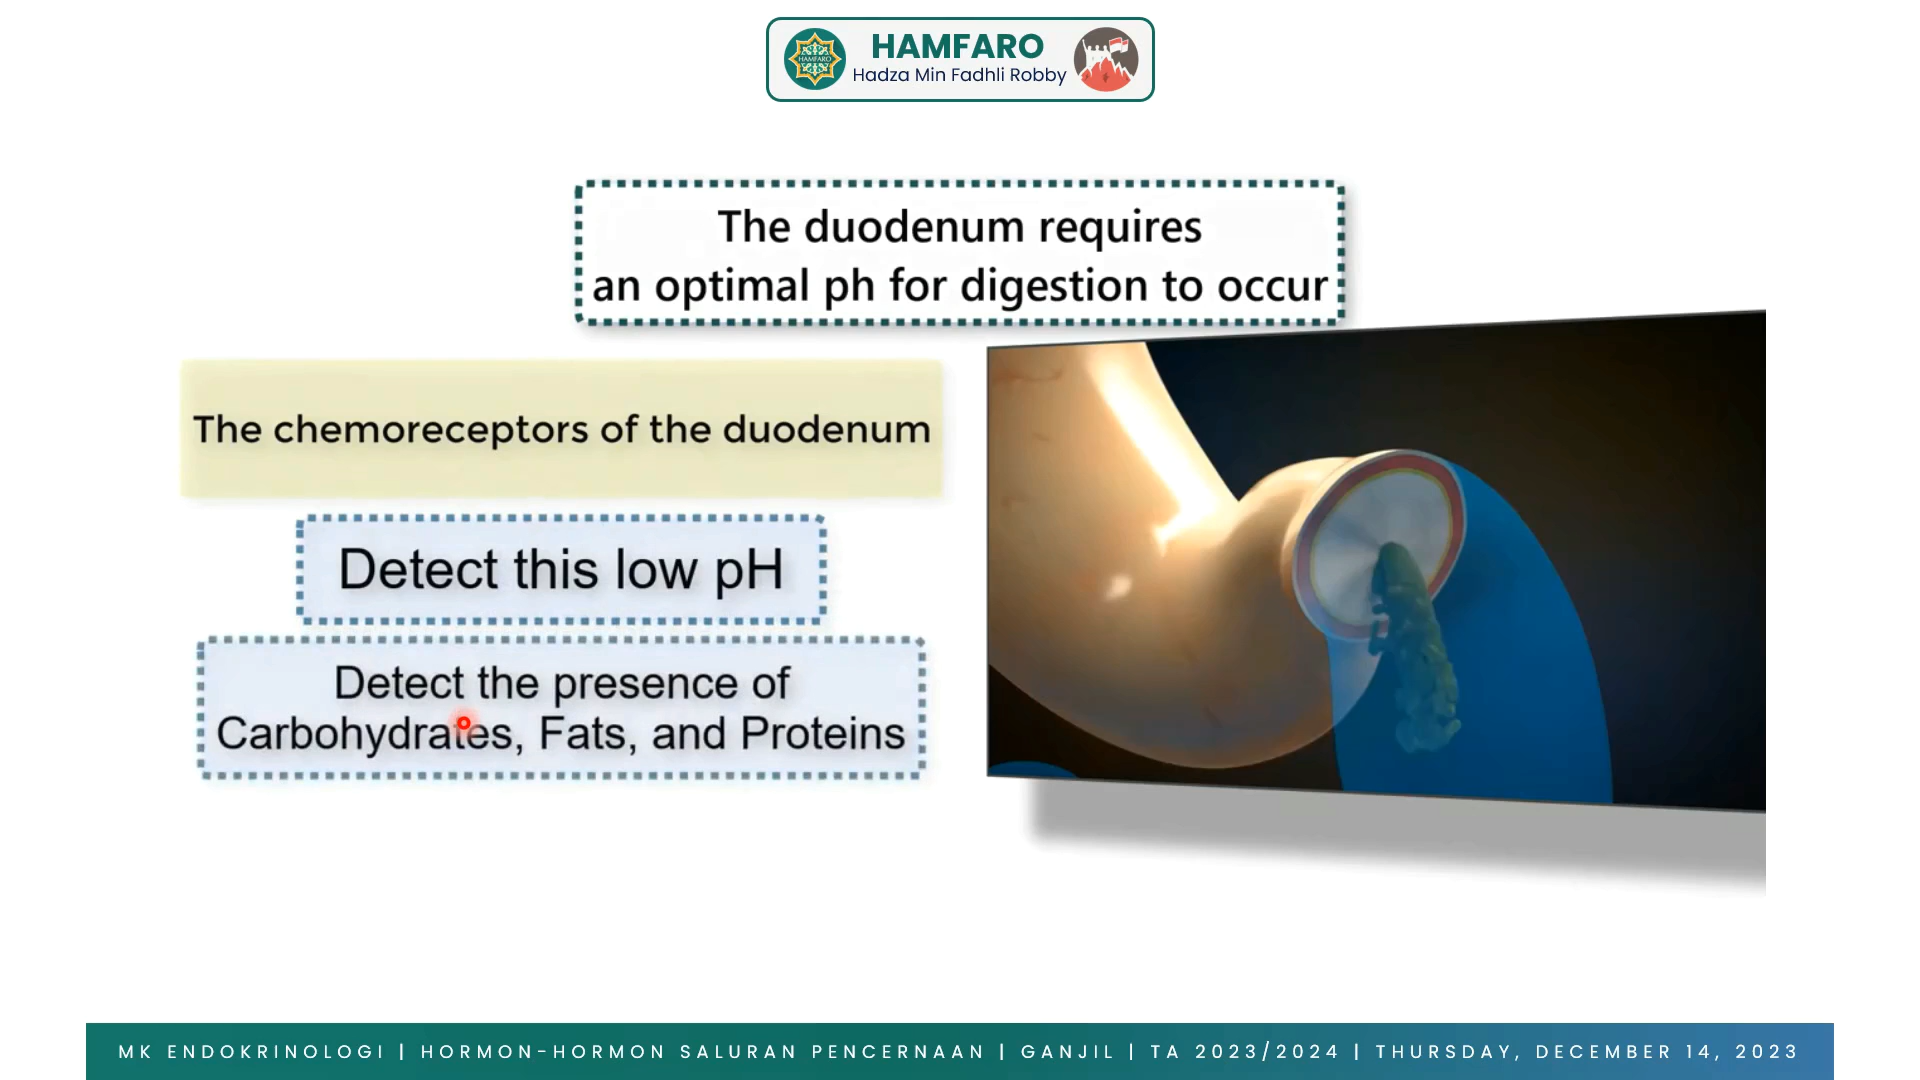 HAMFARO
HAMFARO
Hadza Min Fadhli Robby
The duodenum requires
an optimal ph for digestion to occur
The chemoreceptors of the duodenum
Detect this low pH
Detect the presence of
Carbohydrates, Fats, and Proteins
MK ENDOKRINOLOGI | HORMON-HORMON SALURAN PENCERNAAN | GANJIL | TA 2023/2024 | THURSDAY, DECEMBER 14, 2023